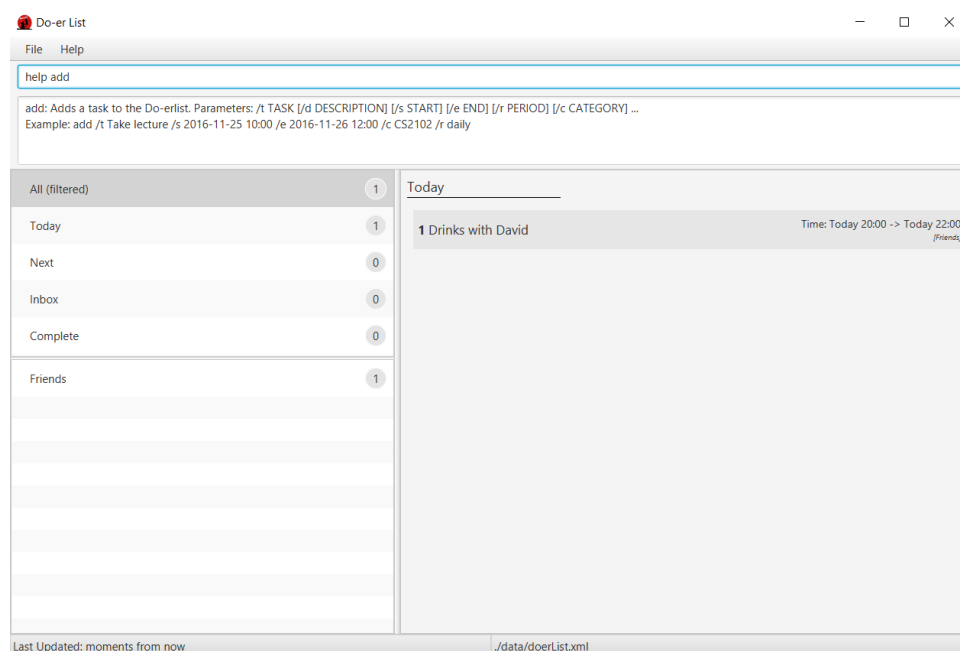 Do-er List
File Help
help add
add: Adds a task to the Do-erlist. Parameters: /t TASK [/d DESCRIPTION] [/s START] [/e END] [/r PERIOD] [/c CATEGORY] ...
Example: add /t Take lecture /s 2016-11-25 10:00 /e 2016-11-26 12:00 /c CS2102 /r daily
All (filtered) 1
Today 1
Next 0
Inbox 0
Complete 0
Friends 1
Today
1 Drinks with David
Time: Today 20:00 -> Today 22:00
[Friends]
Last Updated: moments from now
./data/doerList.xml